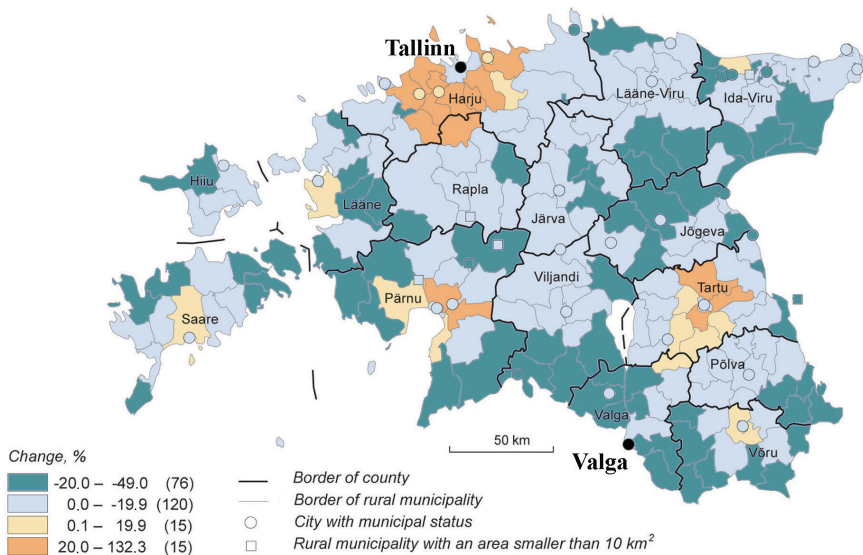 Tallinn
Harju
Lääne-Viru
Ida-Viru
Hiiu
Lääne
Rapla
Järva
Jõgeva
Saare
Pärnu
Viljandi
Tartu
Põlva
Valga
Võru
Valga
50 km
Change, %
-20.0 – -49.0 (76)
0.0 – -19.9 (120)
0.1 – 19.9 (15)
20.0 – 132.3 (15)
Border of county
Border of rural municipality
City with municipal status
Rural municipality with an area smaller than 10 km²